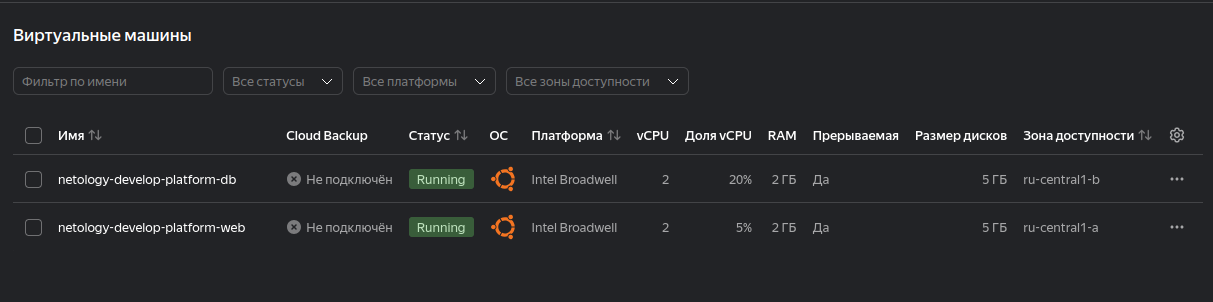 Виртуальные машины
Фильтр по имени Все статусы Все платформы Все зоны доступности
Имя Cloud Backup Статус ОС Платформа vCPU Доля vCPU RAM Прерываемая Размер дисков Зона доступности
netology-develop-platform-db Не подключён Running Intel Broadwell 2 20% 2 ГБ Да 5 ГБ ru-central1-b
netology-develop-platform-web Не подключён Running Intel Broadwell 2 5% 2 ГБ Да 5 ГБ ru-central1-a